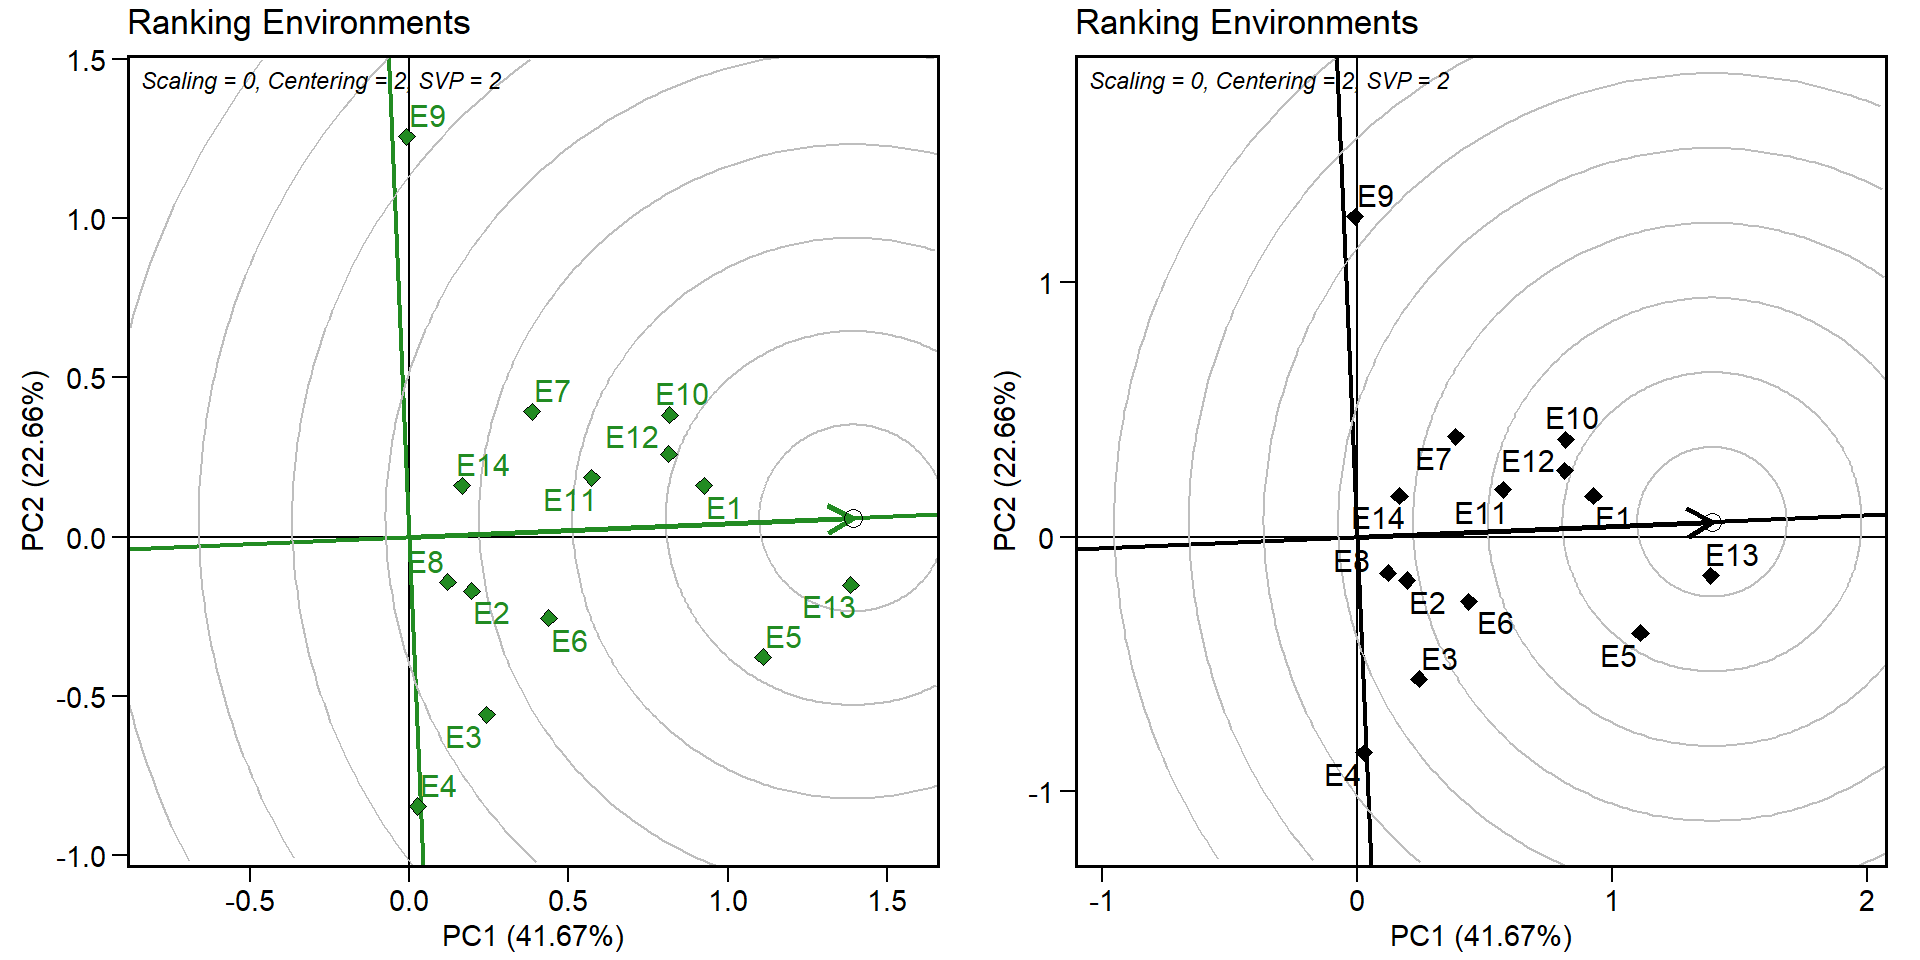 Ranking Environments
Scaling = 0, Centering = 2, SVP = 2
1.5
1.0
0.5
0.0
-0.5
-1.0
PC2 (22.66%)
E9
E7
E10
E12
E14
E11
E1
E8
E2
E13
E6
E5
E3
E4
-0.5
0.0
0.5
1.0
1.5
PC1 (41.67%)
Ranking Environments
Scaling = 0, Centering = 2, SVP = 2
1
0
-1
PC2 (22.66%)
E9
E10
E7
E12
E14
E11
E1
E8
E13
E2
E6
E5
E3
E4
-1
0
1
2
PC1 (41.67%)